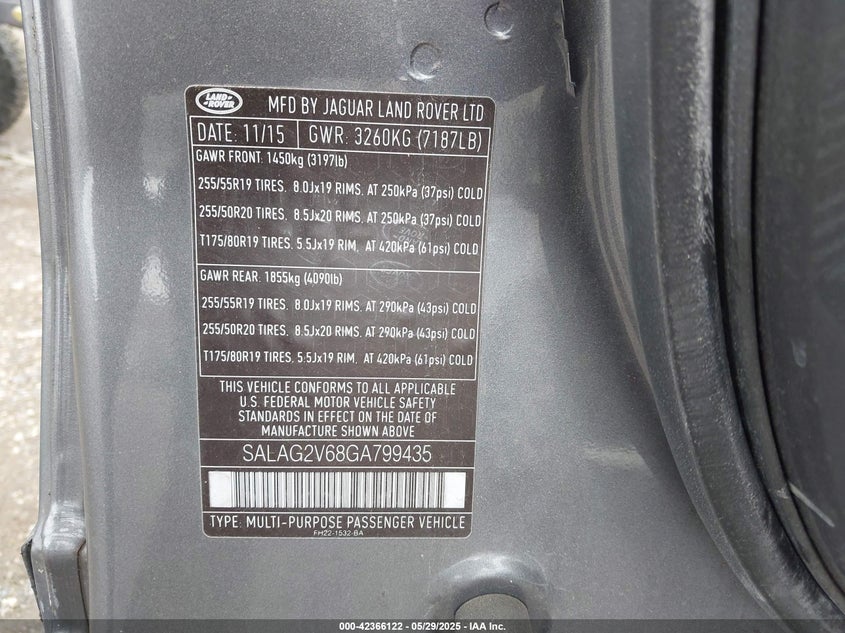 LAND-
-ROVER
MFD BY JAGUAR LAND ROVER LTD
DATE: 11/15 GWR: 3260KG (7187LB)
GAWR FRONT: 1450kg (3197lb)
255/55R19 TIRES. 8.0Jx19 RIMS. AT 250kPa (37psi) COLD
255/50R20 TIRES. 8.5Jx20 RIMS. AT 250kPa (37psi) COLD
T175/80R19 TIRES. 5.5Jx19 RIM, AT 420kPa (61psi) COLD
GAWR REAR: 1855kg (4090lb)
255/55R19 TIRES. 8.0Jx19 RIMS. AT 290kPa (43psi) COLD
255/50R20 TIRES. 8.5Jx20 RIMS. AT 290kPa (43psi) COLD
T175/80R19 TIRES. 5.5Jx19 RIM, AT 420kPa (61psi) COLD
THIS VEHICLE CONFORMS TO ALL APPLICABLE
U.S. FEDERAL MOTOR VEHICLE SAFETY
STANDARDS IN EFFECT ON THE DATE OF
MANUFACTURE SHOWN ABOVE
SALAG2V68GA799435
TYPE: MULTI-PURPOSE PASSENGER VEHICLE
FH22-1532-BA
000-42366122 - 05/29/2025 - IAA Inc.